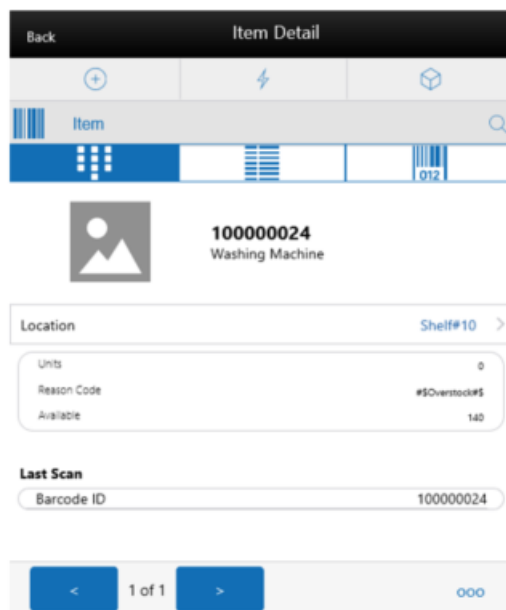 Back Item Detail
Item
012
100000024
Washing Machine
Location Shelf#10 >
Units 0
Reason Code #$Overstock#$
Available 140
Last Scan
Barcode ID 100000024
< 1 of 1 > ooo